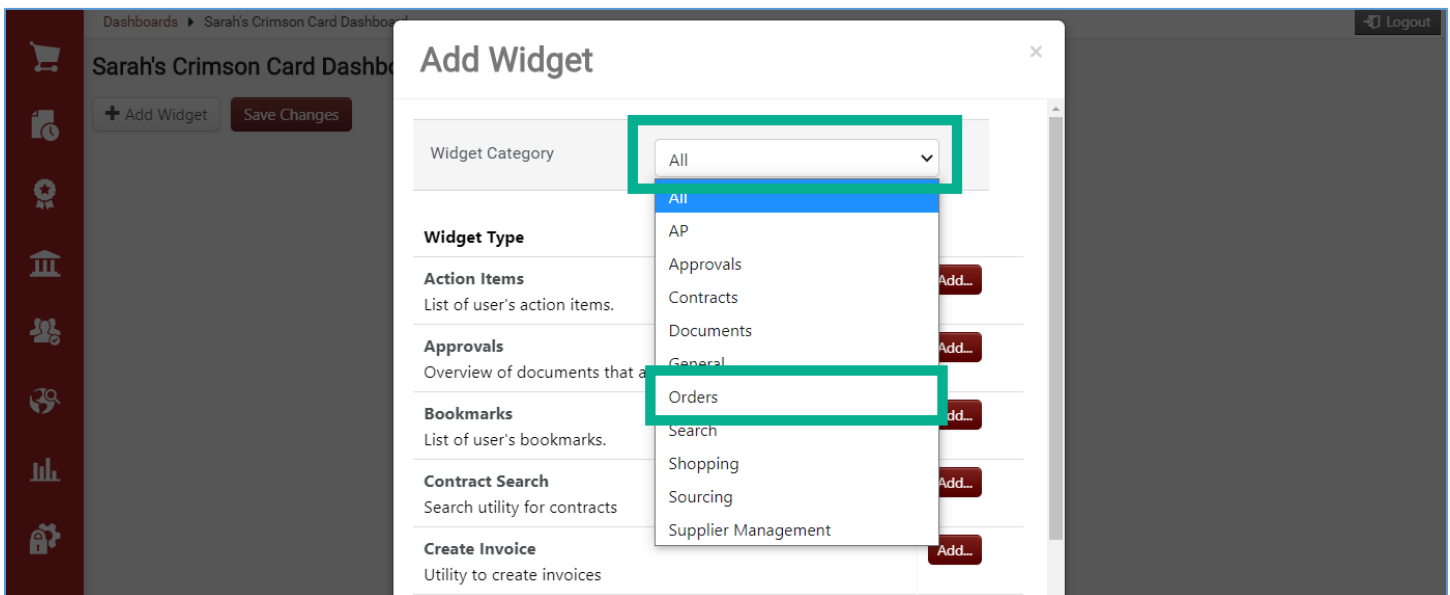 Dashboards Sarah's Crimson Card Dashboard
Logout
Sarah's Crimson Card Dashbo
Add Widget
Save Changes
Add Widget
×
Widget Category
All
All
AP
Approvals
Contracts
Documents
General
Orders
Search
Shopping
Sourcing
Supplier Management
Widget Type
Action Items
List of user's action items.
Add...
Approvals
Overview of documents that a
Add...
Bookmarks
List of user's bookmarks.
dd...
Contract Search
Search utility for contracts
Add...
Create Invoice
Utility to create invoices
Add...